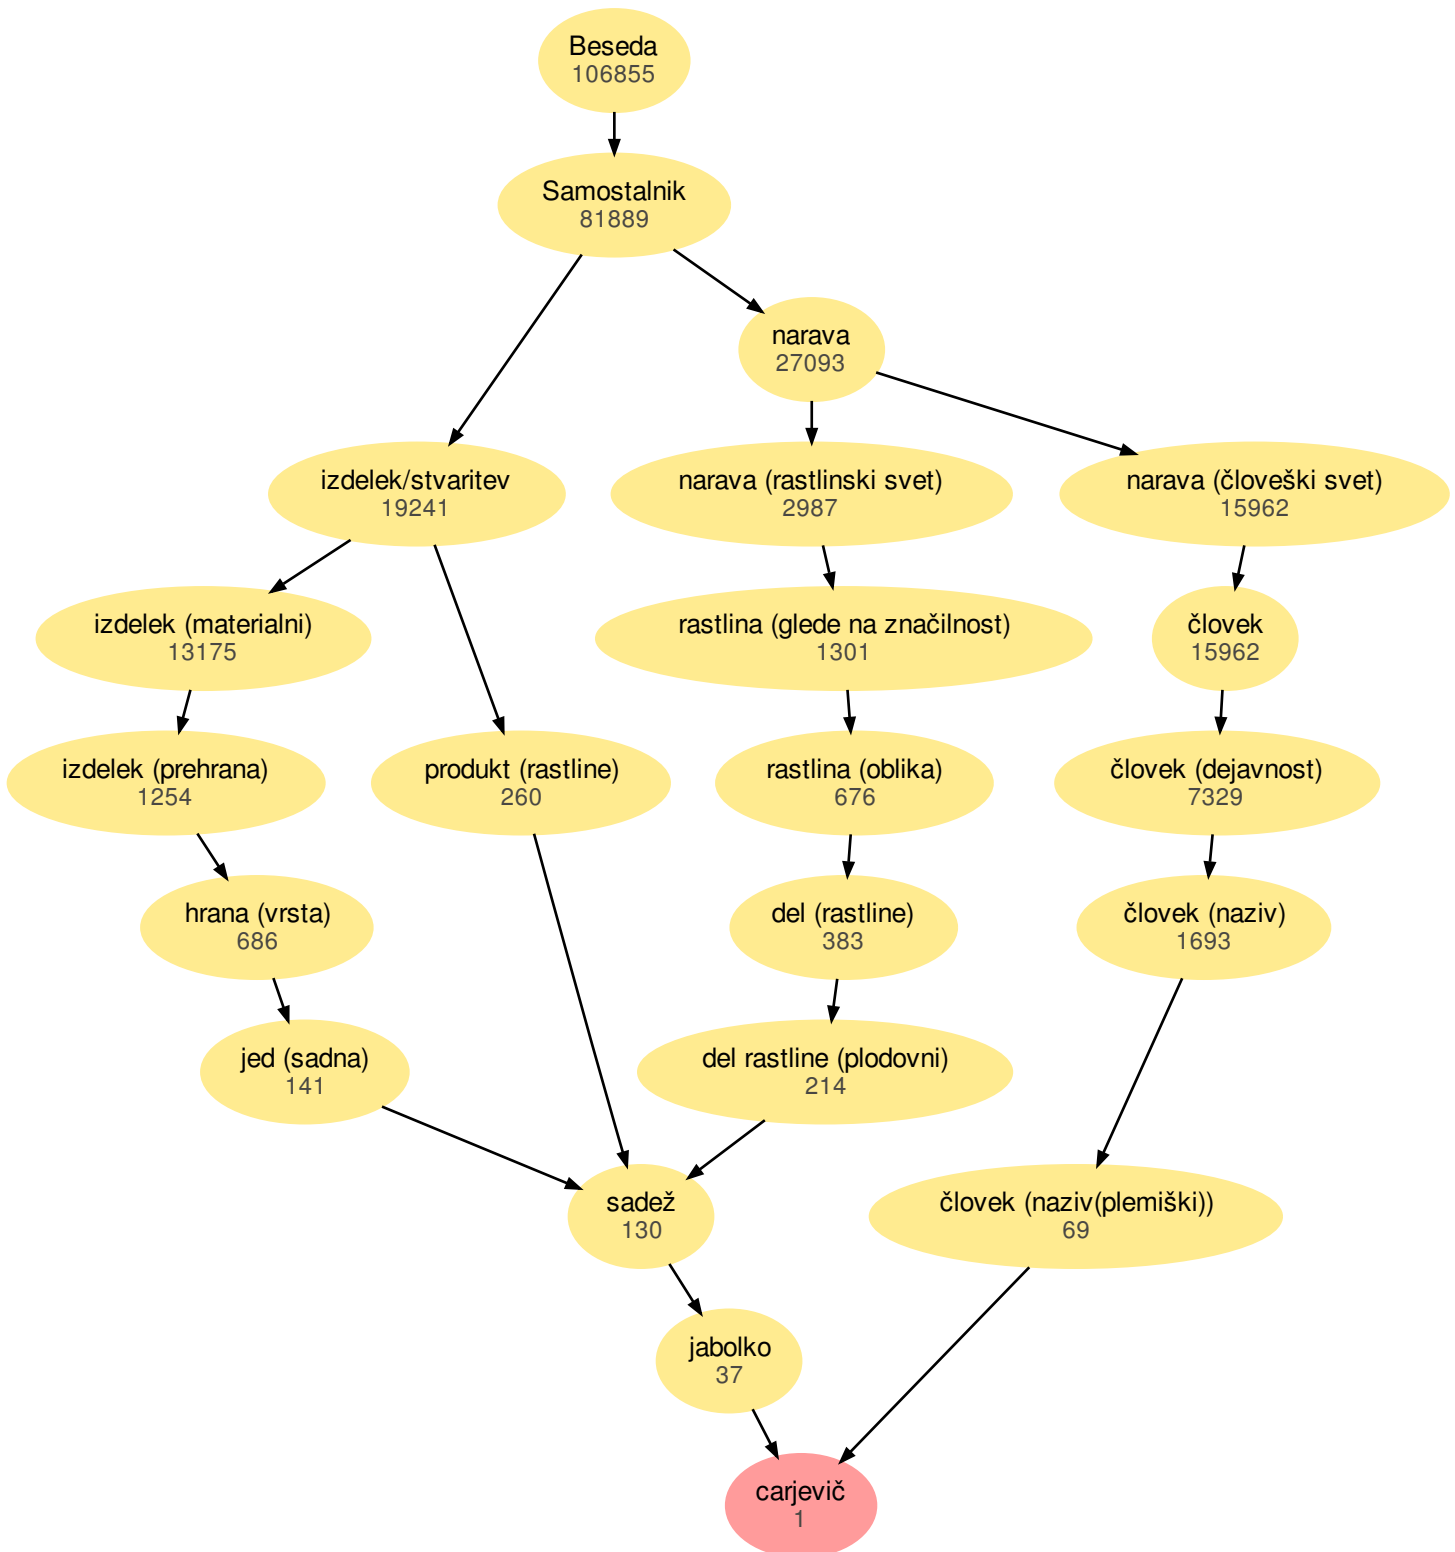 Beseda
106855
Samostalnik
81889
narava
27093
izdelek/stvaritev
19241
narava (rastlinski svet)
2987
narava (človeški svet)
15962
izdelek (materialni)
13175
rastlina (glede na značilnost)
1301
človek
15962
izdelek (prehrana)
1254
produkt (rastline)
260
rastlina (oblika)
676
človek (dejavnost)
7329
hrana (vrsta)
686
del (rastline)
383
človek (naziv)
1693
jed (sadna)
141
del rastline (plodovni)
214
sadež
130
človek (naziv(plemiški))
69
jabolko
37
carjevič
1